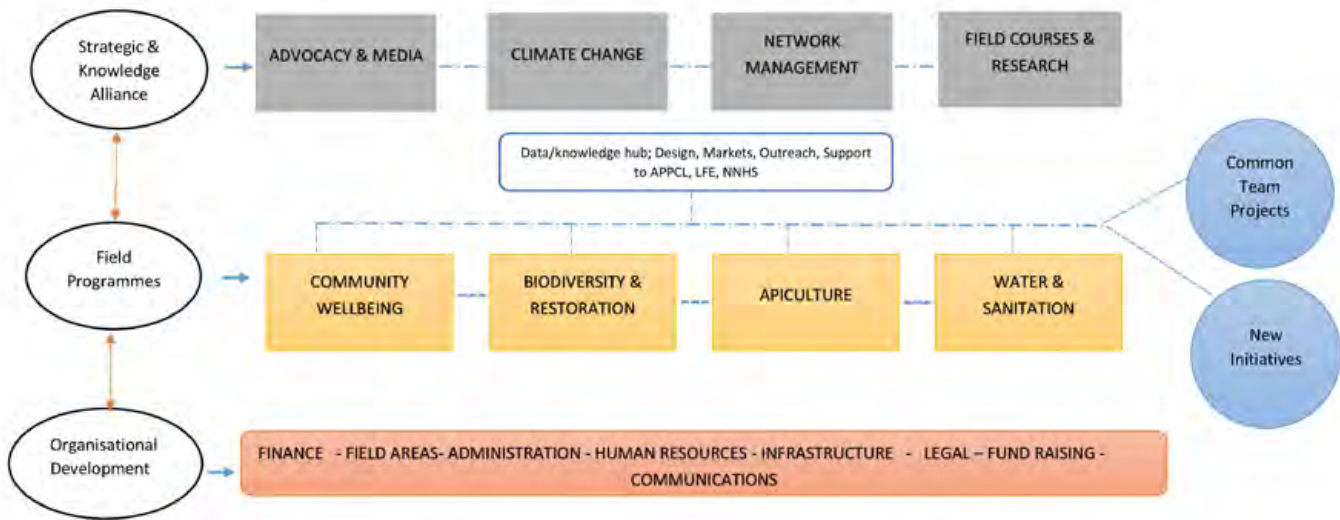 Strategic &
Knowledge
Alliance
ADVOCACY & MEDIA
CLIMATE CHANGE
NETWORK
MANAGEMENT
FIELD COURSES &
RESEARCH
Data/knowledge hub; Design, Markets, Outreach, Support
to APPCL, LFE, NNHS
Common
Team
Projects
Field
Programmes
COMMUNITY
WELLBEING
BIODIVERSITY &
RESTORATION
APICULTURE
WATER &
SANITATION
New
Initiatives
Organisational
Development
FINANCE - FIELD AREAS- ADMINISTRATION - HUMAN RESOURCES - INFRASTRUCTURE - LEGAL – FUND RAISING -
COMMUNICATIONS